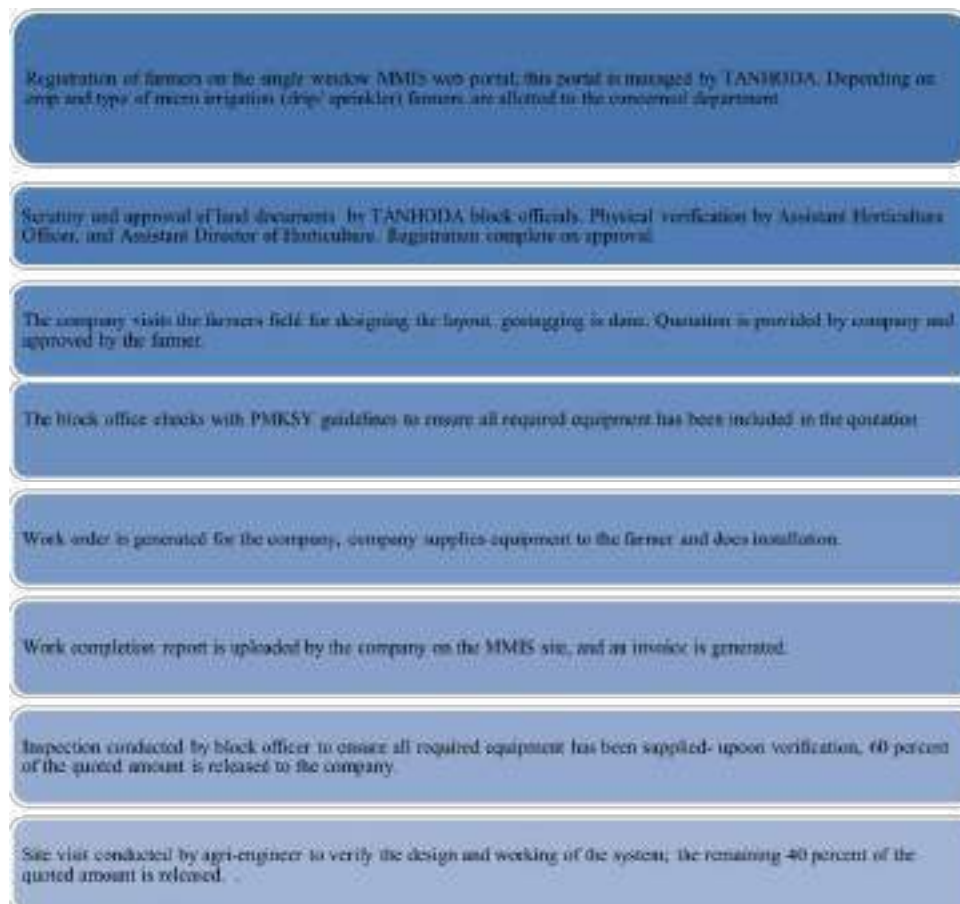 Registration of farmers on the single window MMIS web portal, this portal is managed by TANHODA. Depending on
crop and type of micro irrigation (drip/ sprinkler) farmers are allotted to the concerned department
Scrutiny and approval of land documents by TANHODA block officials. Physical verification by Assistant Horticulture
Officer, and Assistant Director of Horticulture. Registration complete on approval.
The company visits the farmers field for designing the layout, geotagging is done. Quotation is provided by company and
approved by the farmer.
The block office checks with PMKSY guidelines to ensure all required equipment has been included in the quotation
Work order is generated for the company, company supplies equipment to the farmer and does installation.
Work completion report is uploaded by the company on the MMIS site, and an invoice is generated.
Inspection conducted by block officer to ensure all required equipment has been supplied- upoon verification, 60 percent
of the quoted amount is released to the company.
Site visit conducted by agri-engineer to verify the design and working of the system; the remaining 40 percent of the
quoted amount is released. .